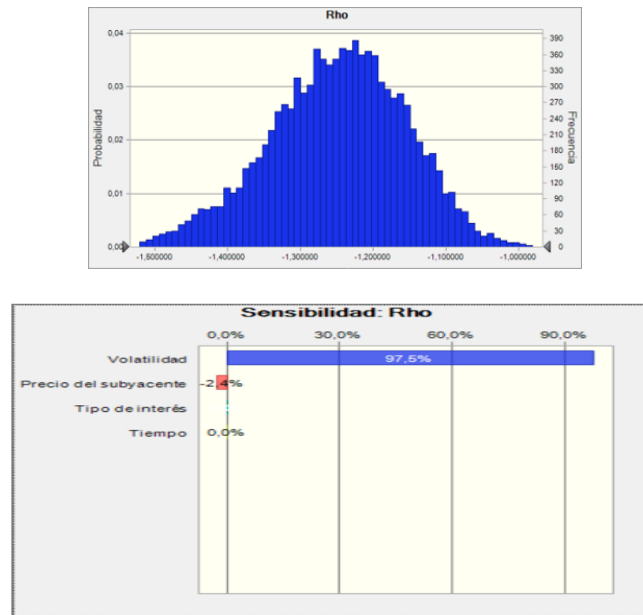 Rho
0,04
0,03
0,02
0,01
0,00
Probabilidad
390
360
330
300
270
240
210
180
150
120
90
60
30
0
Frecuencia
-1,500000 -1,400000 -1,300000 -1,200000 -1,100000 -1,000000
Sensibilidad: Rho
0,0% 30,0% 60,0% 90,0%
Volatilidad 97,5%
Precio del subyacente -2,4%
Tipo de interés
Tiempo 0,0%